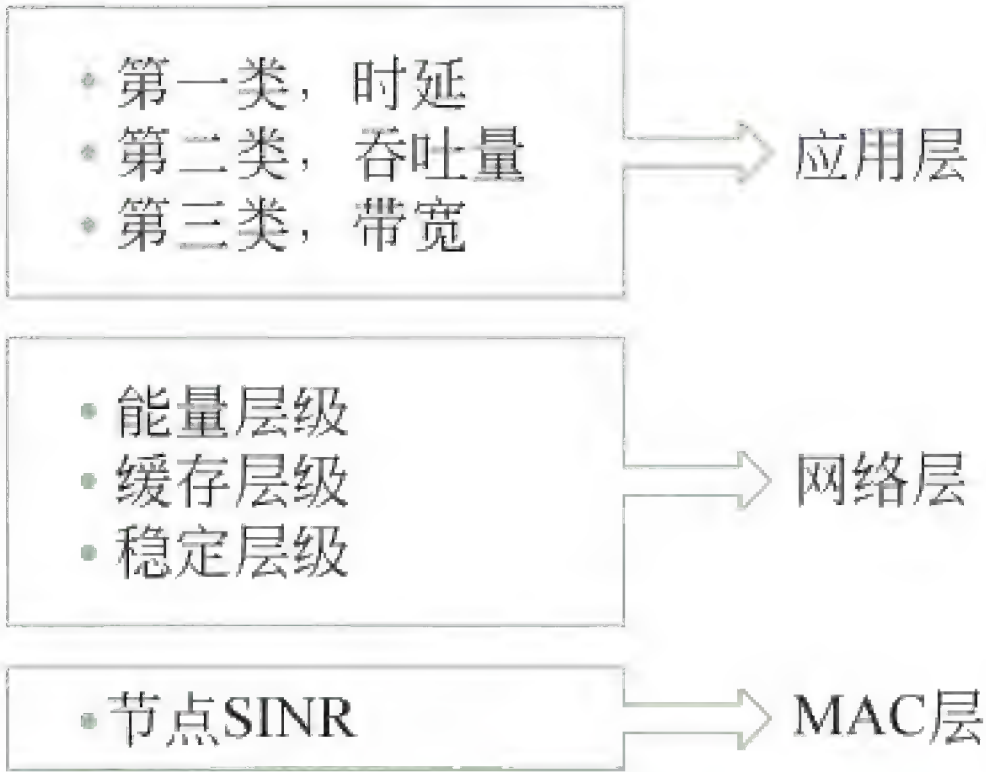 第一类，时延
第二类，吞吐量
第三类，带宽
应用层
能量层级
缓存层级
稳定层级
网络层
节点SINR
MAC层